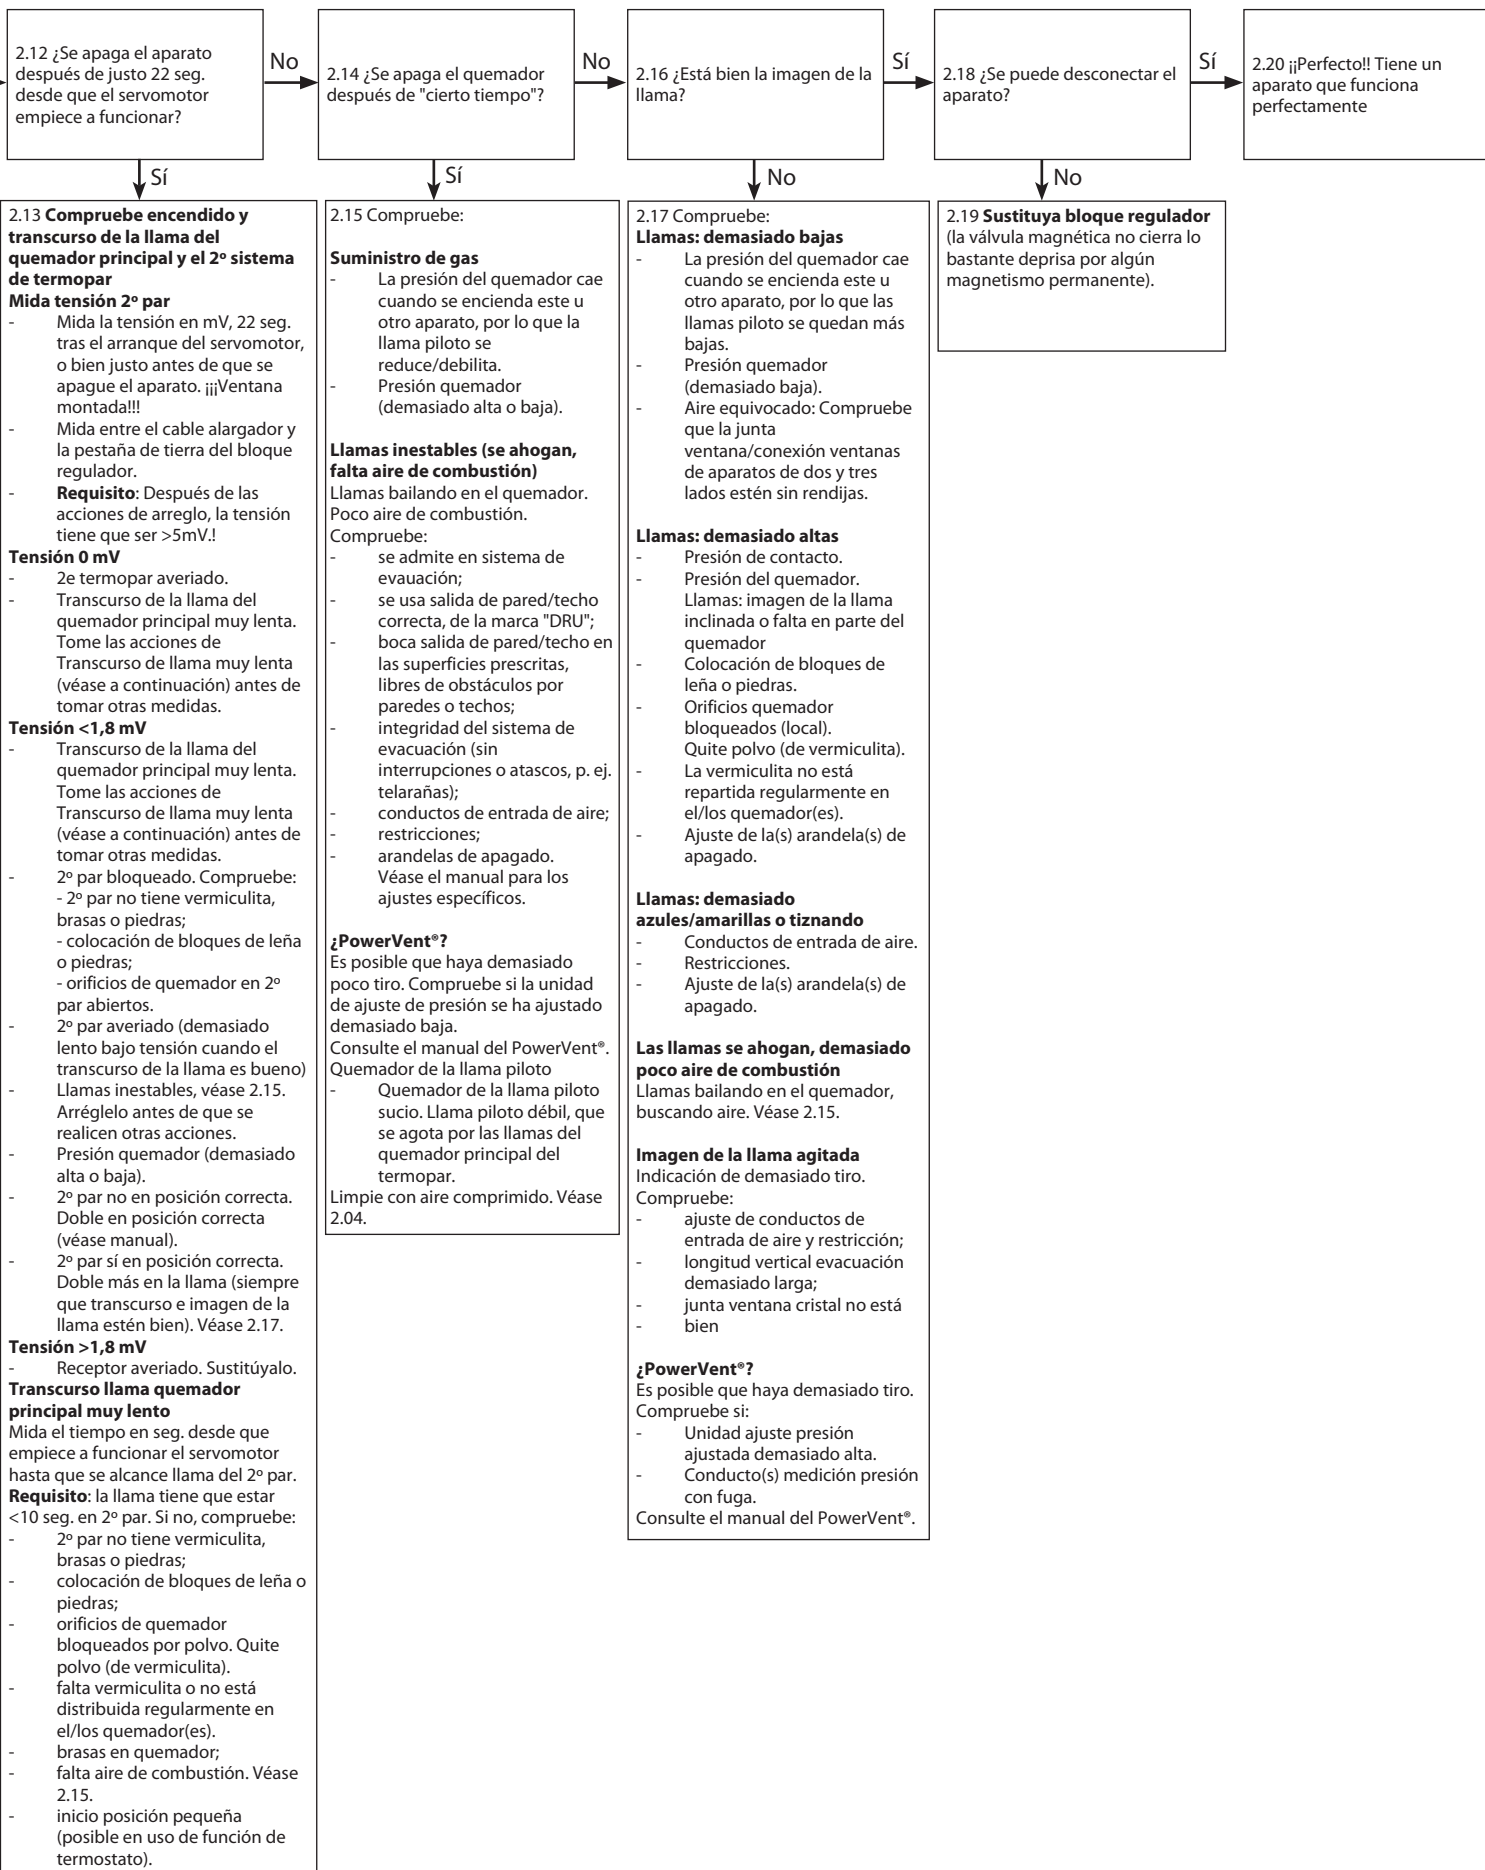 2.12 ¿Se apaga el aparato
después de justo 22 seg.
desde que el servomotor
empiece a funcionar?
No
2.14 ¿Se apaga el quemador
después de "cierto tiempo"?
No
2.16 ¿Está bien la imagen de la
llama?
Sí
2.18 ¿Se puede desconectar el
aparato?
Sí
2.20 ¡¡Perfecto!! Tiene un
aparato que funciona
perfectamente
Sí
Sí
No
No
2.13 Compruebe encendido y
transcurso de la llama del
quemador principal y el 2º sistema
de termopar
Mida tensión 2º par
- Mida la tensión en mV, 22 seg.
tras el arranque del servomotor,
o bien justo antes de que se
apague el aparato. ¡¡¡Ventana
montada!!!
- Mida entre el cable alargador y
la pestaña de tierra del bloque
regulador.
- Requisito: Después de las
acciones de arreglo, la tensión
tiene que ser >5mV.!
Tensión 0 mV
- 2e termopar averiado.
- Transcurso de la llama del
quemador principal muy lenta.
Tome las acciones de
Transcurso de llama muy lenta
(véase a continuación) antes de
tomar otras medidas.
Tensión <1,8 mV
- Transcurso de la llama del
quemador principal muy lenta.
Tome las acciones de
Transcurso de llama muy lenta
(véase a continuación) antes de
tomar otras medidas.
- 2º par bloqueado. Compruebe:
- 2º par no tiene vermiculita,
brasas o piedras;
- colocación de bloques de leña
o piedras;
- orificios de quemador en 2º
par abiertos.
- 2º par averiado (demasiado
lento bajo tensión cuando el
transcurso de la llama es bueno)
- Llamas inestables, véase 2.15.
Arréglelo antes de que se
realicen otras acciones.
- Presión quemador (demasiado
alta o baja).
- 2º par no en posición correcta.
Doble en posición correcta
(véase manual).
- 2º par sí en posición correcta.
Doble más en la llama (siempre
que transcurso e imagen de la
llama estén bien). Véase 2.17.
Tensión >1,8 mV
- Receptor averiado. Sustitúyalo.
Transcurso llama quemador
principal muy lento
Mida el tiempo en seg. desde que
empiece a funcionar el servomotor
hasta que se alcance llama del 2º par.
Requisito: la llama tiene que estar
<10 seg. en 2º par. Si no, compruebe:
- 2º par no tiene vermiculita,
brasas o piedras;
- colocación de bloques de leña o
piedras;
- orificios de quemador
bloqueados por polvo. Quite
polvo (de vermiculita).
- falta vermiculita o no está
distribuida regularmente en
el/los quemador(es).
- brasas en quemador;
- falta aire de combustión. Véase
2.15.
- inicio posición pequeña
(posible en uso de función de
termostato).
2.15 Compruebe:
Suministro de gas
- La presión del quemador cae
cuando se encienda este u
otro aparato, por lo que la
llama piloto se
reduce/debilita.
- Presión quemador
(demasiado alta o baja).
Llamas inestables (se ahogan,
falta aire de combustión)
Llamas bailando en el quemador.
Poco aire de combustión.
Compruebe:
- se admite en sistema de
evauación;
- se usa salida de pared/techo
correcta, de la marca "DRU";
- boca salida de pared/techo en
las superficies prescritas,
libres de obstáculos por
paredes o techos;
- integridad del sistema de
evacuación (sin
interrupciones o atascos, p. ej.
telarañas);
- conductos de entrada de aire;
- restricciones;
- arandelas de apagado.
Véase el manual para los
ajustes específicos.
¿PowerVent®?
Es posible que haya demasiado
poco tiro. Compruebe si la unidad
de ajuste de presión se ha ajustado
demasiado baja.
Consulte el manual del PowerVent®.
Quemador de la llama piloto
- Quemador de la llama piloto
sucio. Llama piloto débil, que
se agota por las llamas del
quemador principal del
termopar.
Limpie con aire comprimido. Véase
2.04.
2.17 Compruebe:
Llamas: demasiado bajas
- La presión del quemador cae
cuando se encienda este u
otro aparato, por lo que las
llamas piloto se quedan más
bajas.
- Presión quemador
(demasiado baja).
- Aire equivocado: Compruebe
que la junta
ventana/conexión ventanas
de aparatos de dos y tres
lados estén sin rendijas.
Llamas: demasiado altas
- Presión de contacto.
- Presión del quemador.
Llamas: imagen de la llama
inclinada o falta en parte del
quemador
- Colocación de bloques de
leña o piedras.
- Orificios quemador
bloqueados (local).
Quite polvo (de vermiculita).
- La vermiculita no está
repartida regularmente en
el/los quemador(es).
- Ajuste de la(s) arandela(s) de
apagado.
Llamas: demasiado
azules/amarillas o tiznando
- Conductos de entrada de aire.
- Restricciones.
- Ajuste de la(s) arandela(s) de
apagado.
Las llamas se ahogan, demasiado
poco aire de combustión
Llamas bailando en el quemador,
buscando aire. Véase 2.15.
Imagen de la llama agitada
Indicación de demasiado tiro.
Compruebe:
- ajuste de conductos de
entrada de aire y restricción;
- longitud vertical evacuación
demasiado larga;
- junta ventana cristal no está
- bien
¿PowerVent®?
Es posible que haya demasiado tiro.
Compruebe si:
- Unidad ajuste presión
ajustada demasiado alta.
- Conducto(s) medición presión
con fuga.
Consulte el manual del PowerVent®.
2.19 Sustituya bloque regulador
(la válvula magnética no cierra lo
bastante deprisa por algún
magnetismo permanente).